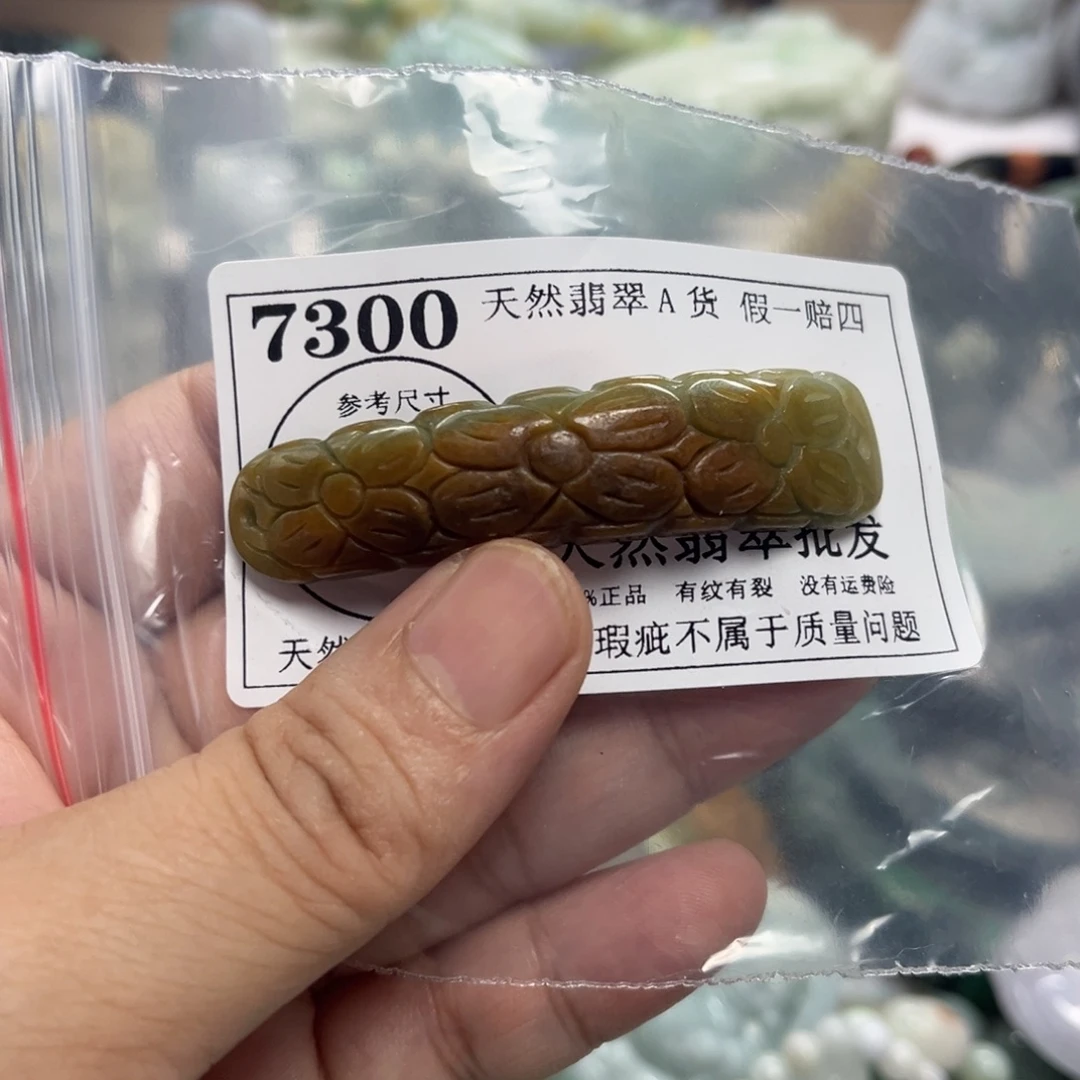 7300 天然翡翠A货 假一赔四
参考尺寸
天然翡翠批发
%正品 有纹有裂 没有运费险
天然 瑕疵不属于质量问题